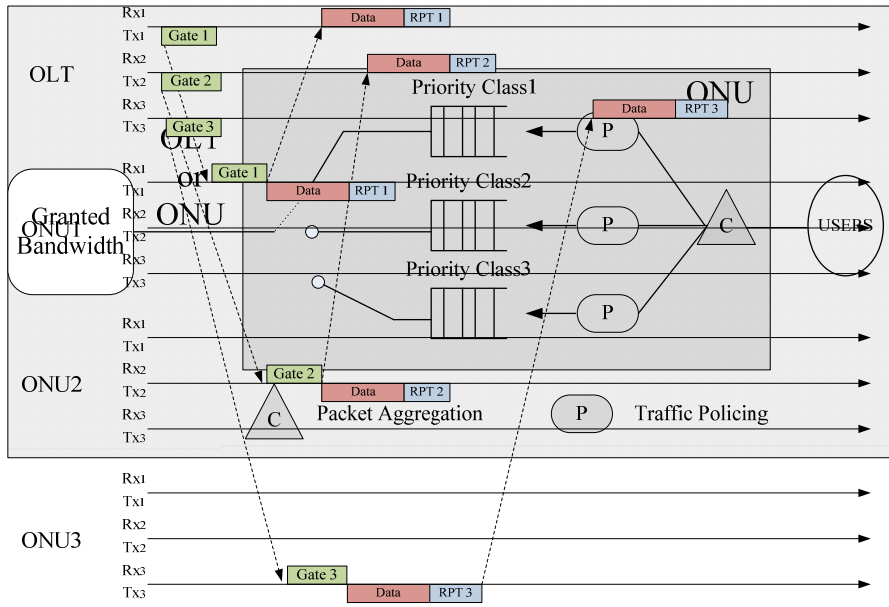 Rx1
Data RPT 1
Tx1
Gate 1
OLT
Rx2
Data RPT 2
Tx2
Gate 2
Priority Class1
ONU
Rx3
Data RPT 3
Tx3
Gate 3
P
OLT
or
ONU
Rx1
Gate 1
Tx1
Data RPT 1
Priority Class2
Granted
Bandwidth
ONU1
Rx2
Tx2
P
C
USERS
Rx3
Tx3
Priority Class3
P
Rx1
Tx1
ONU2
Rx2
Gate 2
Tx2
Data RPT 2
C
Packet Aggregation
P
Traffic Policing
Rx3
Tx3
Rx1
Tx1
ONU3
Rx2
Tx2
Rx3
Gate 3
Tx3
Data RPT 3